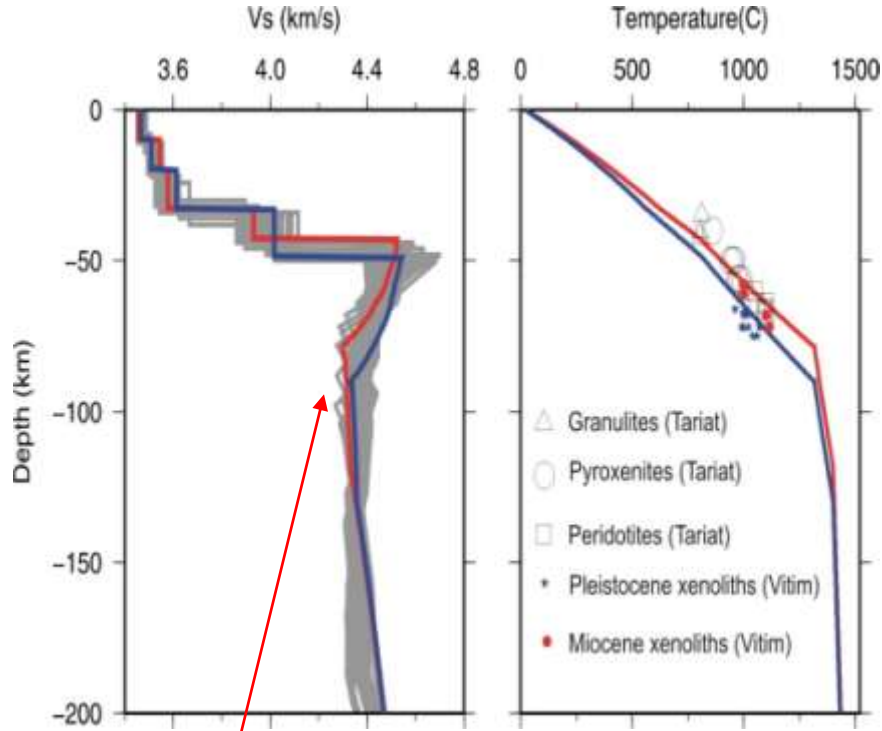 Vs (km/s)
3.6 4.0 4.4 4.8
Temperature(C)
0 500 1000 1500
Depth (km)
0
−50
−100
−150
−200
Granulites (Tariat)
Pyroxenites (Tariat)
Peridotites (Tariat)
Pleistocene xenoliths (Vitim)
Miocene xenoliths (Vitim)